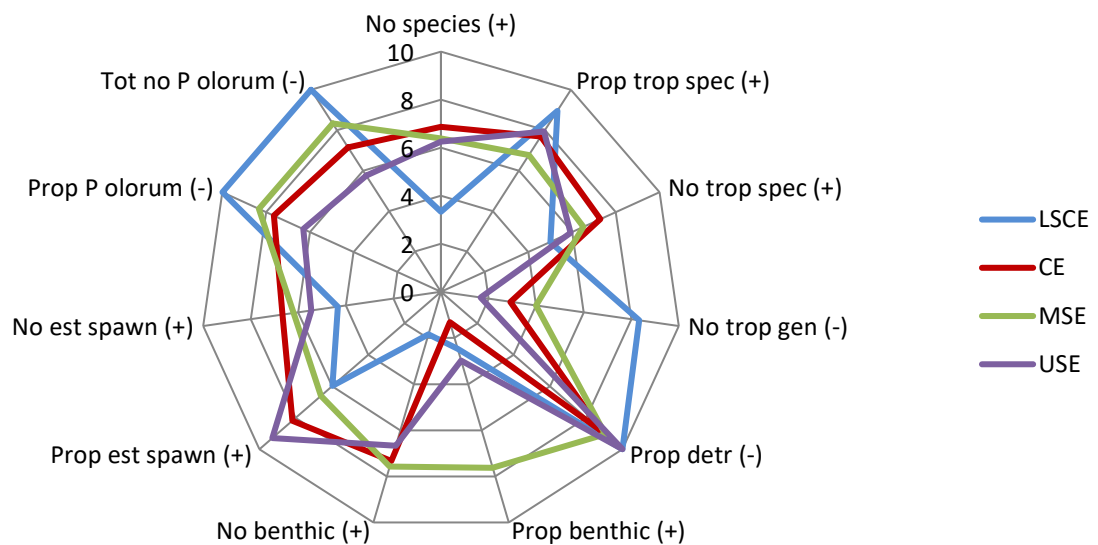 No species (+)
10
Tot no P olorum (-)
Prop trop spec (+)
8
6
Prop P olorum (-)
No trop spec (+)
4
LSCE
2
CE
0
No est spawn (+)
No trop gen (-)
MSE
USE
Prop est spawn (+)
Prop detr (-)
No benthic (+)
Prop benthic (+)